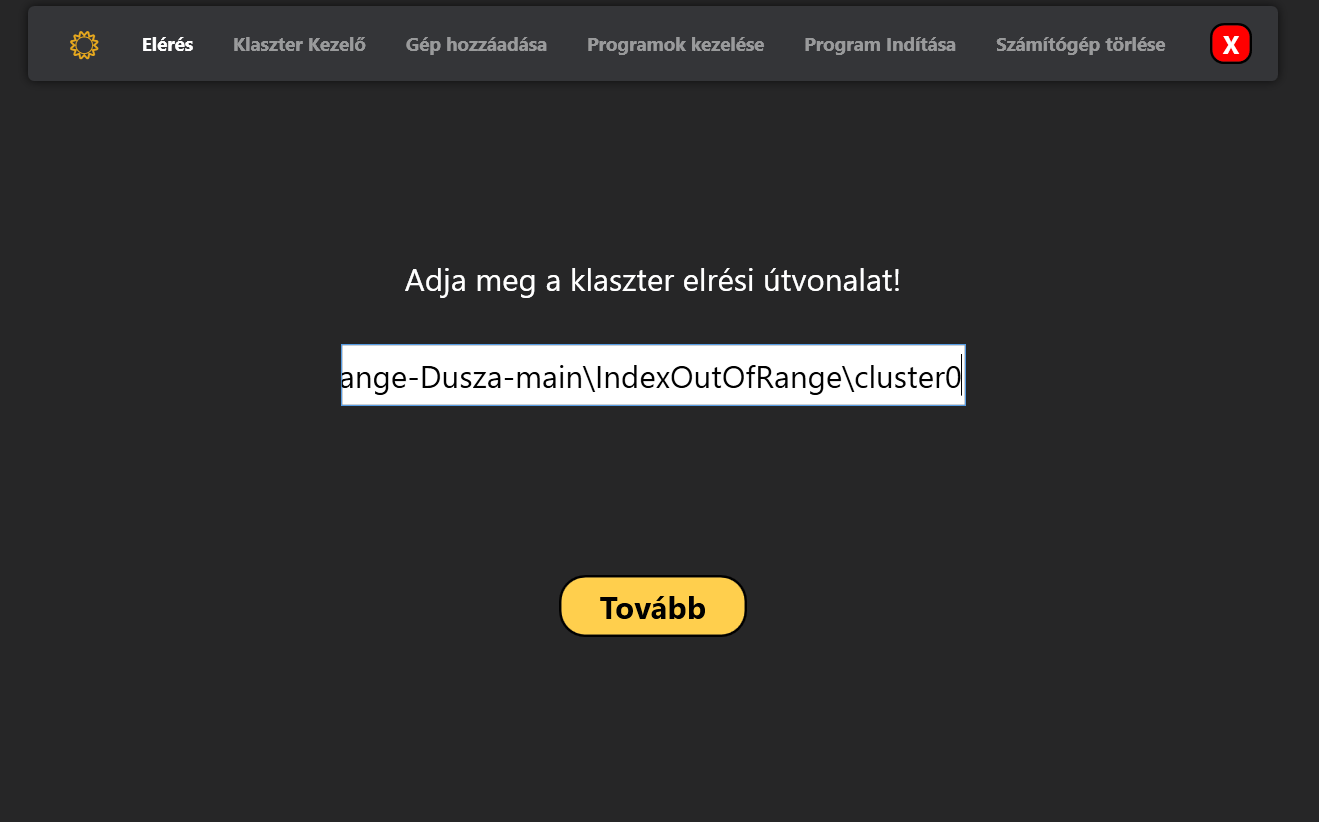 Elérés Klaszter Kezelő Gép hozzáadása Programok kezelése Program Indítása Számítógép törlése X
Adja meg a klaszter elrési útvonalat!
ange-Dusza-main\IndexOutOfRange\cluster0
Tovább